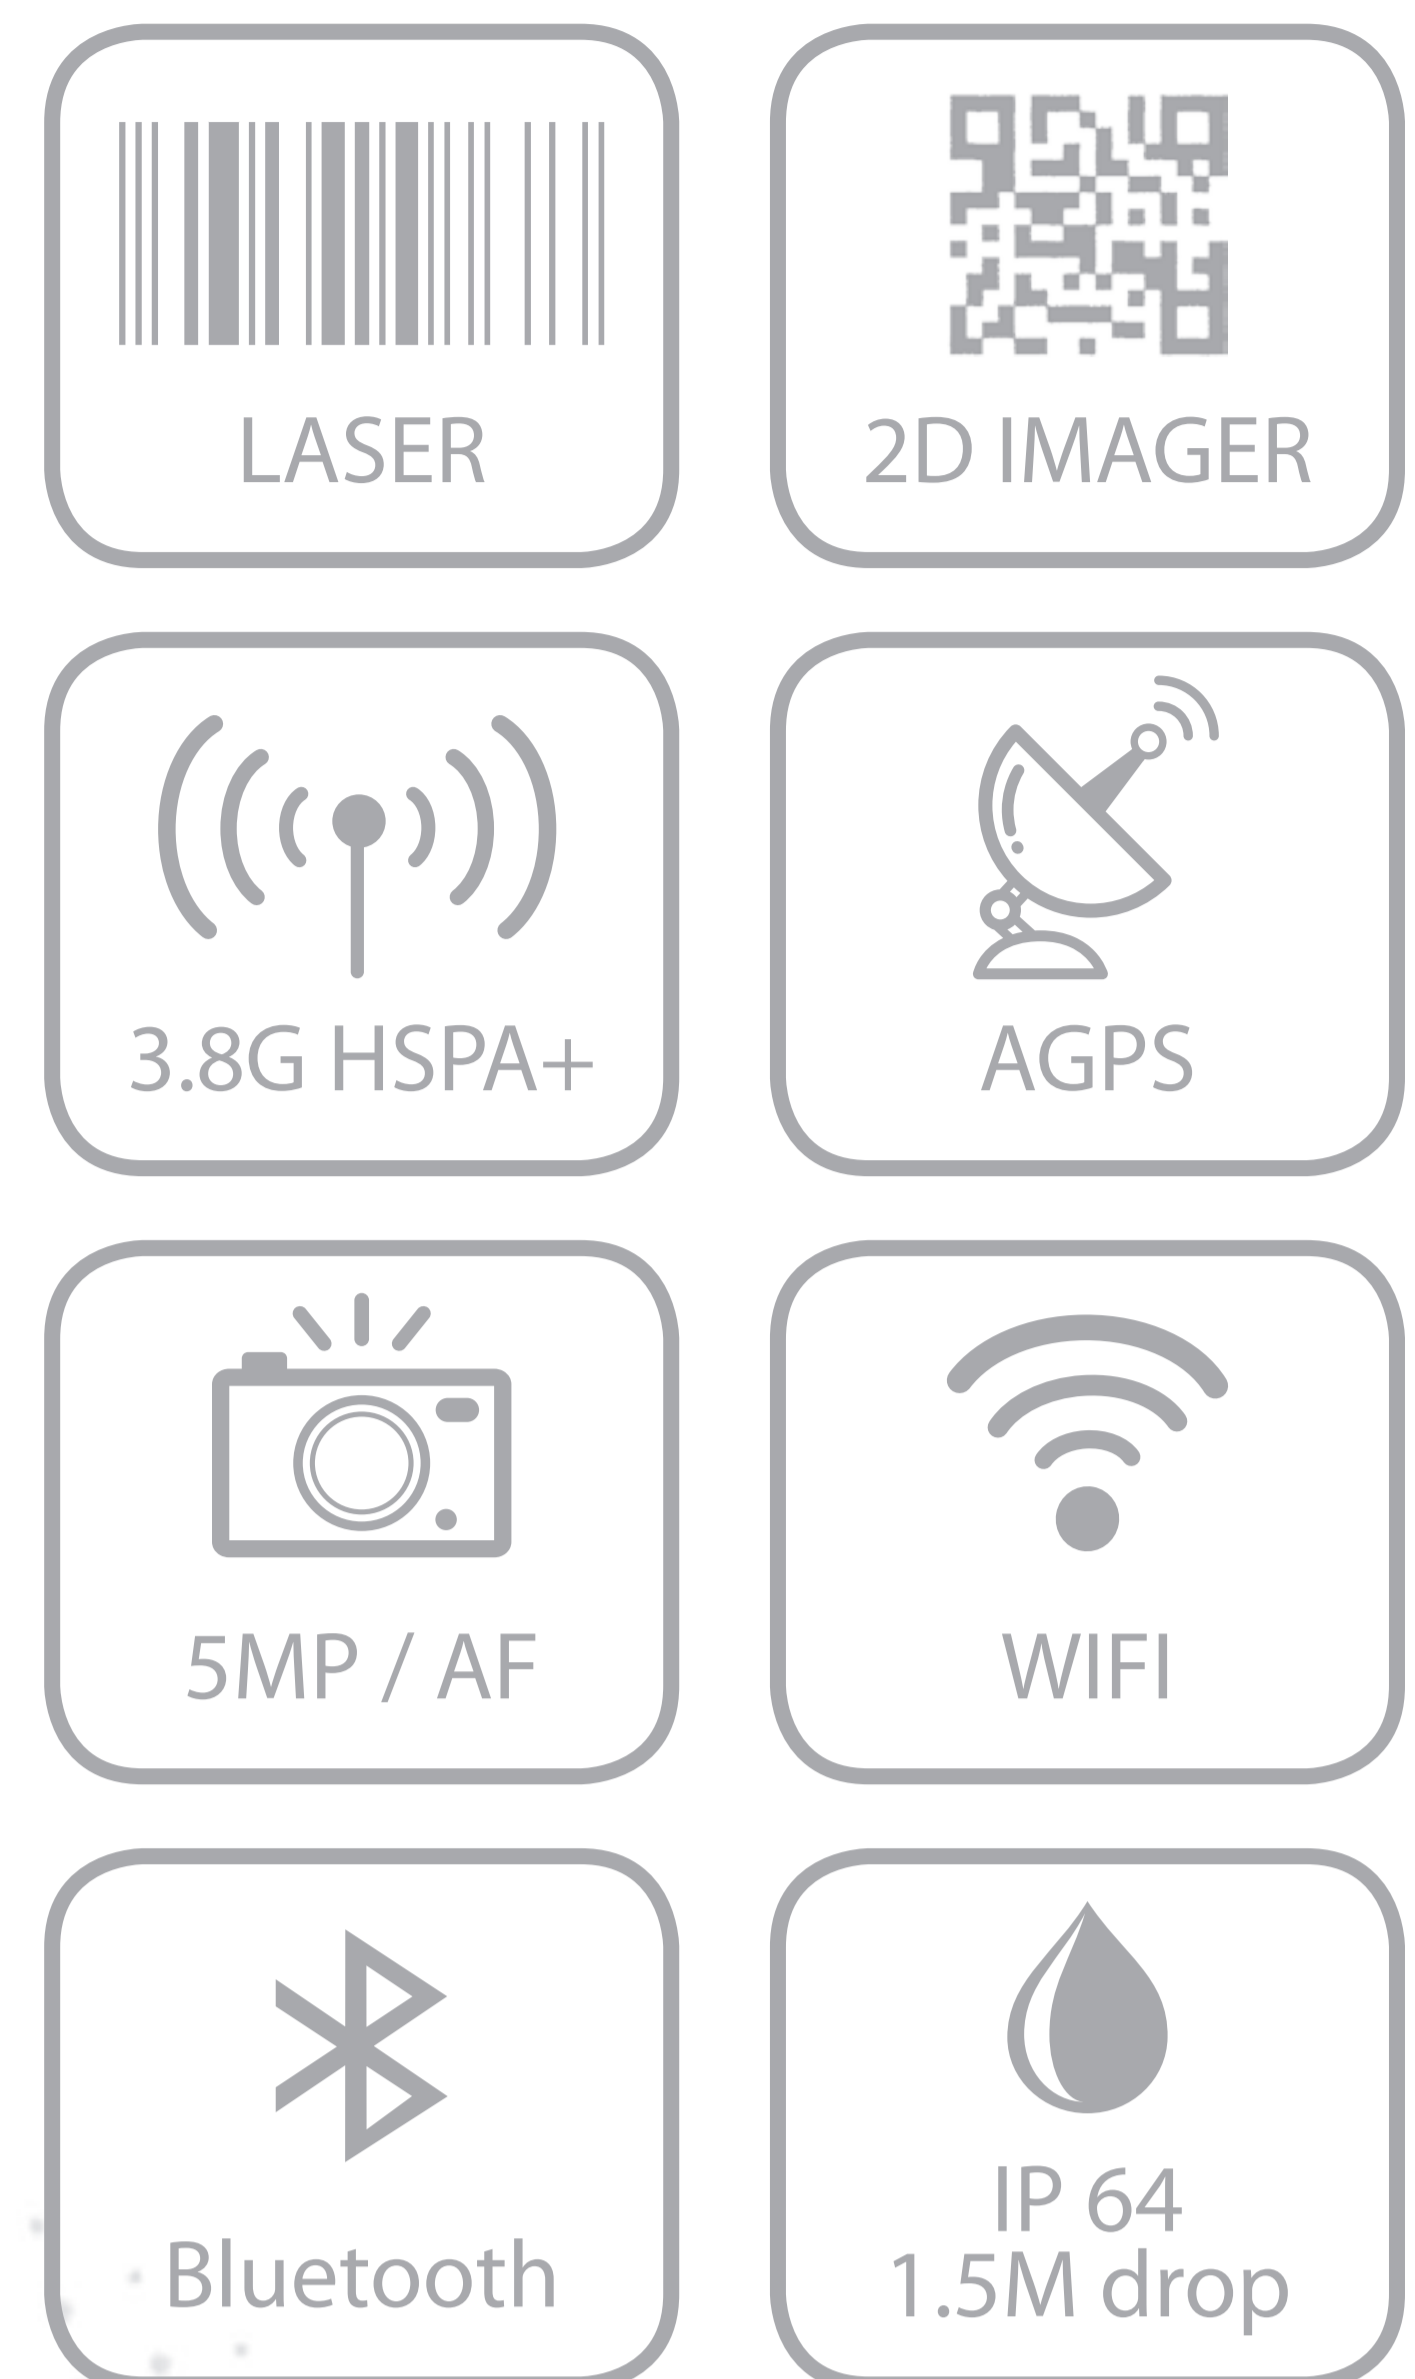 LASER
2D IMAGER
3.8G HSPA+
AGPS
5MP / AF
WIFI
Bluetooth
IP 64
1.5M drop